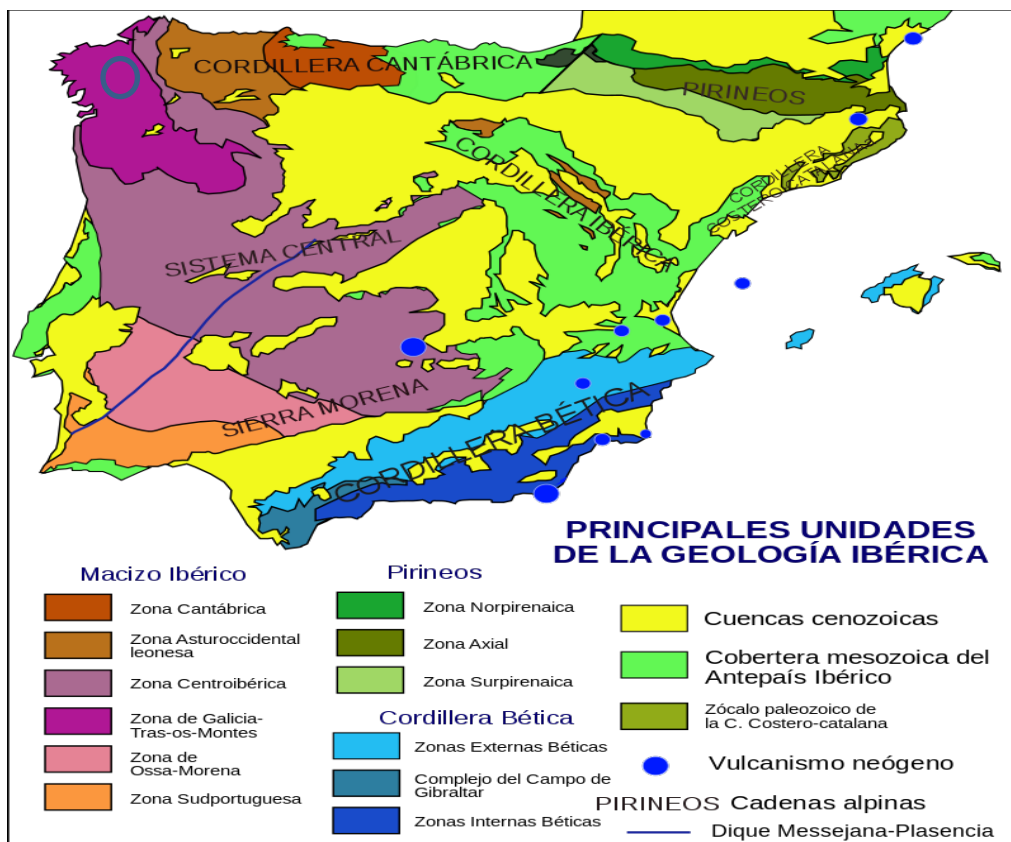 CORDILLERA CANTÁBRICA
PIRINEOS
CORDILLERA IBÉRICA
CORDILLERA
COSTERO CATALANA
SISTEMA CENTRAL
SIERRA MORENA
CORDILLERA BÉTICA
PRINCIPALES UNIDADES
DE LA GEOLOGÍA IBÉRICA
Macizo Ibérico
Zona Cantábrica
Zona Asturoccidental
leonesa
Zona Centroibérica
Zona de Galicia-
Tras-os-Montes
Zona de
Ossa-Morena
Zona Sudportuguesa
Pirineos
Zona Norpirenaica
Zona Axial
Zona Surpirenaica
Cordillera Bética
Zonas Externas Béticas
Complejo del Campo de
Gibraltar
Zonas Internas Béticas
Cuencas cenozoicas
Cobertera mesozoica del
Antepaís Ibérico
Zócalo paleozoico de
la C. Costero-catalana
Vulcanismo neógeno
PIRINEOS Cadenas alpinas
Dique Messejana-Plasencia